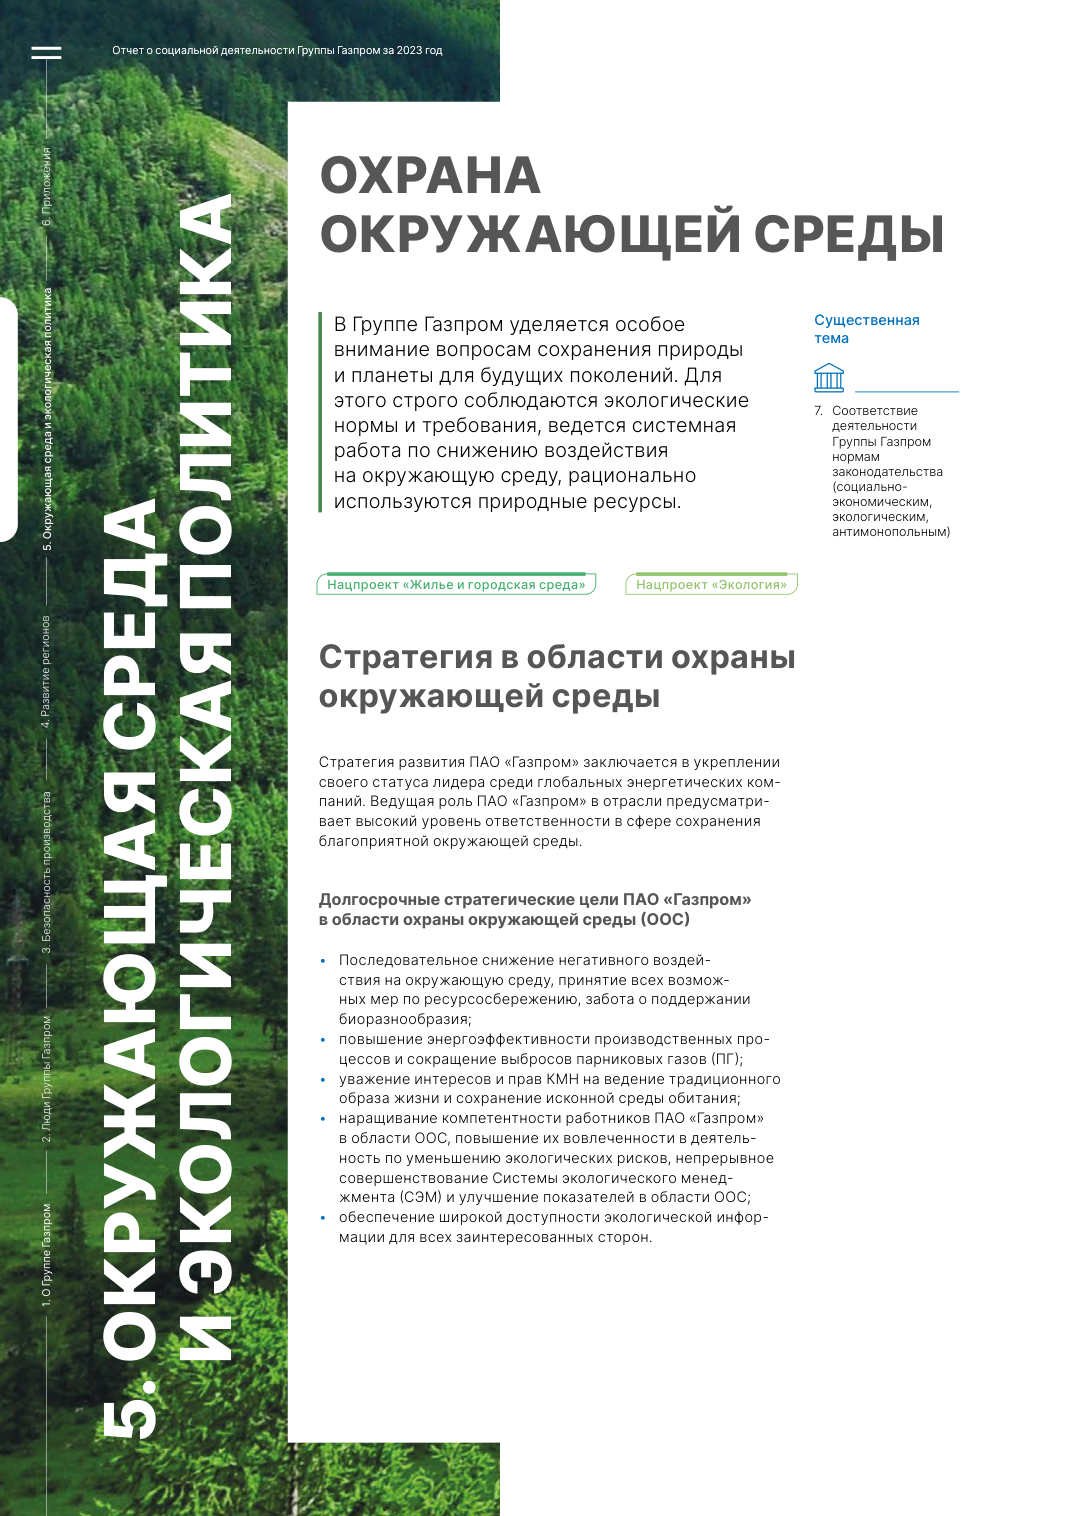 Отчет о социальной деятельности Группы Газпром за 2023 год
1. О Группе Газпром
2. Люди Группы Газпром
3. Безопасность производства
4. Развитие регионов
5. Окружающая среда и экологическая политика
6. Приложения
5. ОКРУЖАЮЩАЯ СРЕДА
И ЭКОЛОГИЧЕСКАЯ ПОЛИТИКА
ОХРАНА
ОКРУЖАЮЩЕЙ СРЕДЫ
В Группе Газпром уделяется особое
внимание вопросам сохранения природы
и планеты для будущих поколений. Для
этого строго соблюдаются экологические
нормы и требования, ведется системная
работа по снижению воздействия
на окружающую среду, рационально
используются природные ресурсы.
Существенная
тема
7. Соответствие
деятельности
Группы Газпром
нормам
законодательства
(социально-
экономическим,
экологическим,
антимонопольным)
Нацпроект «Жилье и городская среда»
Нацпроект «Экология»
Стратегия в области охраны
окружающей среды
Стратегия развития ПАО «Газпром» заключается в укреплении
своего статуса лидера среди глобальных энергетических ком-
паний. Ведущая роль ПАО «Газпром» в отрасли предусматри-
вает высокий уровень ответственности в сфере сохранения
благоприятной окружающей среды.
Долгосрочные стратегические цели ПАО «Газпром»
в области охраны окружающей среды (ООС)
• Последовательное снижение негативного воздей-
ствия на окружающую среду, принятие всех возмож-
ных мер по ресурсосбережению, забота о поддержании
биоразнообразия;
• повышение энергоэффективности производственных про-
цессов и сокращение выбросов парниковых газов (ПГ);
• уважение интересов и прав КМН на ведение традиционного
образа жизни и сохранение исконной среды обитания;
• наращивание компетентности работников ПАО «Газпром»
в области ООС, повышение их вовлеченности в деятель-
ность по уменьшению экологических рисков, непрерывное
совершенствование Системы экологического менед-
жмента (СЭМ) и улучшение показателей в области ООС;
• обеспечение широкой доступности экологической инфор-
мации для всех заинтересованных сторон.